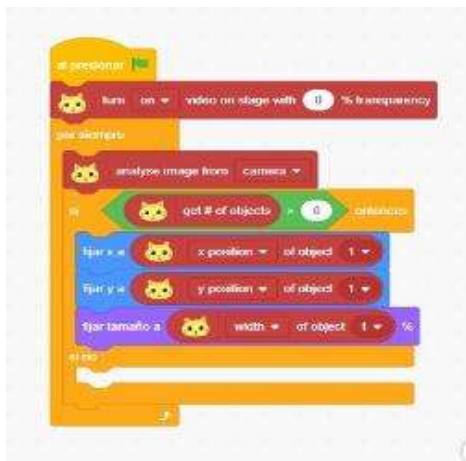 al presionar
turn on video on stage with 0 % transparency
por siempre
analyse image from camera
si get # of objects > 0 entonces
fijar x a x position of object 1
fijar y a y position of object 1
fijar tamaño a width of object 1 %
si no